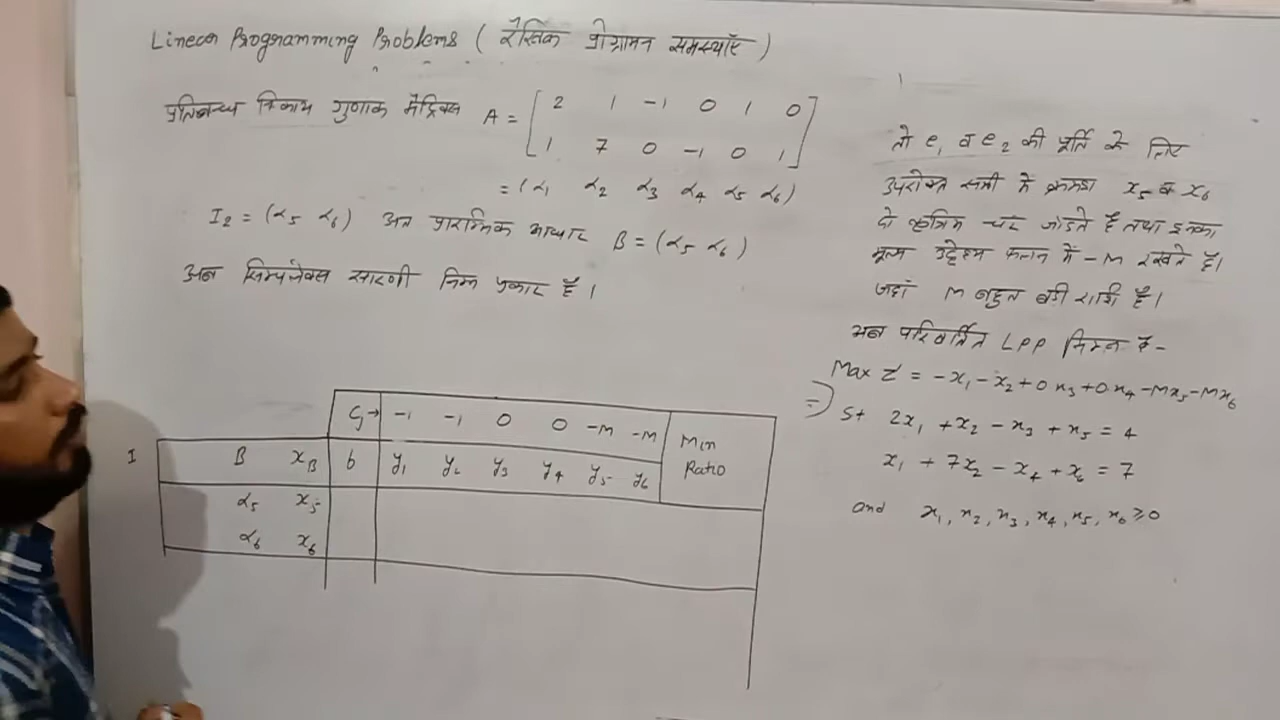 Linear Programming Problems ( रैखिक प्रोग्रामन समस्याएँ )
प्रतिबन्ध निकाय गुणांक मैट्रिक्स A = [ 2 1 -1 0 1 0
1 7 0 -1 0 1 ]
= (α1 α2 α3 α4 α5 α6)
I2 = (α5 α6) अतः प्रारम्भिक आधार B = (α5 α6)
अब सिम्पलेक्स सारणी निम्न प्रकार है ।
Cj→ -1 -1 0 0 -M -M Min Ratio
I B xB b y1 y2 y3 y4 y5 y6
α5 x5
α6 x6
तो e1 व e2 की पूर्ति के लिए
उपरोक्त समी में क्रमशः x5 व x6
दो कृत्रिम चर जोड़ते हैं तथा इनका
मूल्य उद्देश्य फलन में -M रखते हैं।
जहाँ M बहुत बड़ी राशि है।
अब परिवर्तित LPP निम्न है-
Max Z' = -x1 - x2 + 0x3 + 0x4 - Mx5 - Mx6
⇒ St 2x1 + x2 - x3 + x5 = 4
x1 + 7x2 - x4 + x6 = 7
and x1, x2, x3, x4, x5, x6 ≥ 0